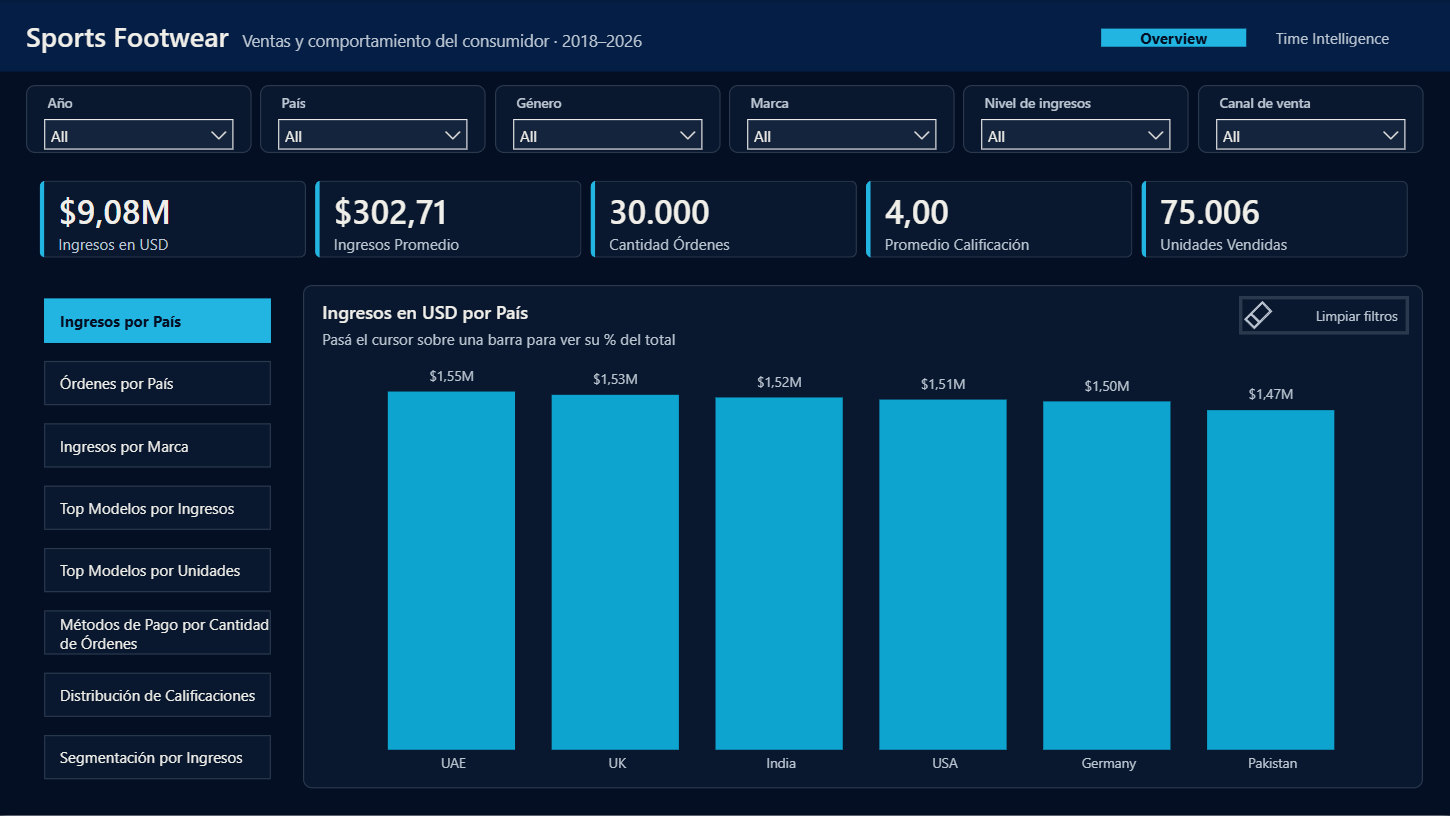 Sports Footwear Ventas y comportamiento del consumidor · 2018–2026
Overview
Time Intelligence
Año
País
Género
Marca
Nivel de ingresos
Canal de venta
All
All
All
All
All
All
$9,08M
Ingresos en USD
$302,71
Ingresos Promedio
30.000
Cantidad Órdenes
4,00
Promedio Calificación
75.006
Unidades Vendidas
Ingresos por País
Órdenes por País
Ingresos por Marca
Top Modelos por Ingresos
Top Modelos por Unidades
Métodos de Pago por Cantidad
de Órdenes
Distribución de Calificaciones
Segmentación por Ingresos
Ingresos en USD por País
Pasá el cursor sobre una barra para ver su % del total
Limpiar filtros
$1,55M
$1,53M
$1,52M
$1,51M
$1,50M
$1,47M
UAE
UK
India
USA
Germany
Pakistan